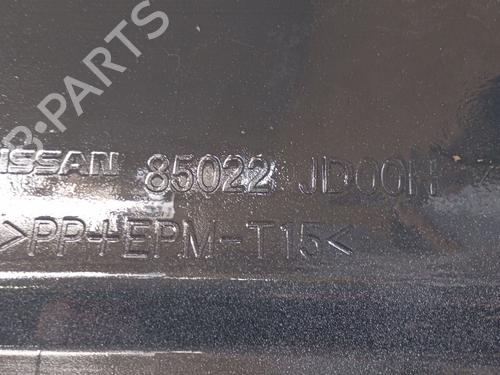 B-PARTS
NISSAN 85022 JD00H
>PP+EPM-T15<